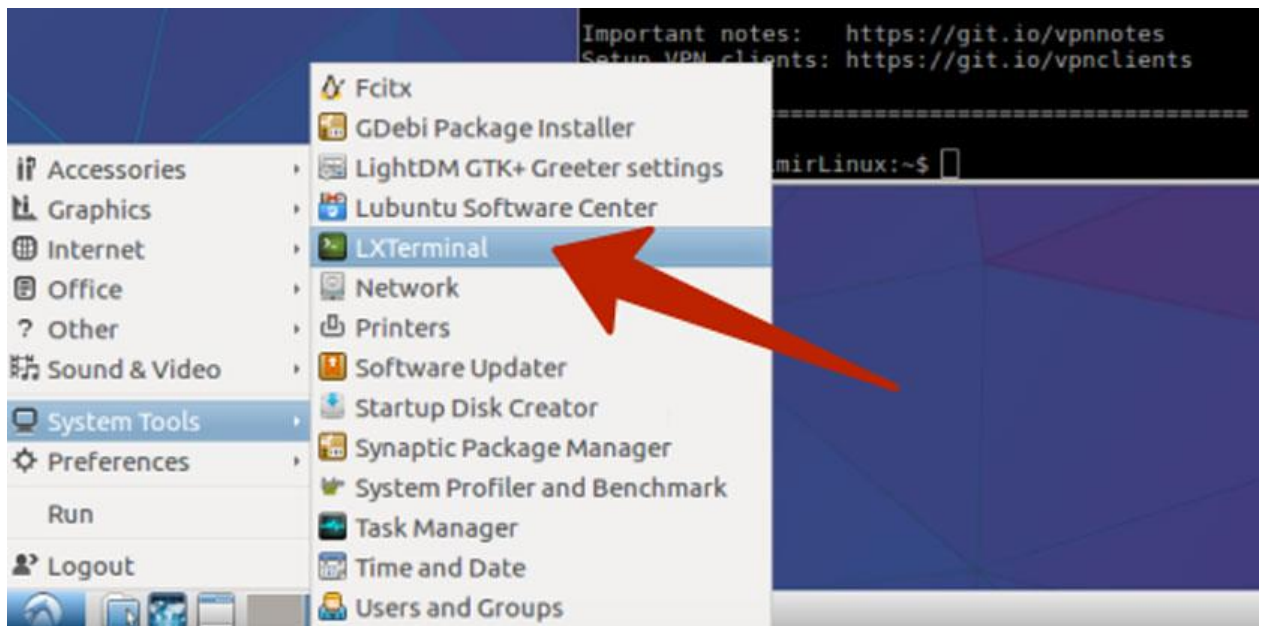 Important notes: https://git.io/vpnnotes
Setup VPN clients: https://git.io/vpnclients
==================================
mirLinux:~$
Accessories
Graphics
Internet
Office
Other
Sound & Video
System Tools
Preferences
Run
Logout
Fcitx
GDebi Package Installer
LightDM GTK+ Greeter settings
Lubuntu Software Center
LXTerminal
Network
Printers
Software Updater
Startup Disk Creator
Synaptic Package Manager
System Profiler and Benchmark
Task Manager
Time and Date
Users and Groups